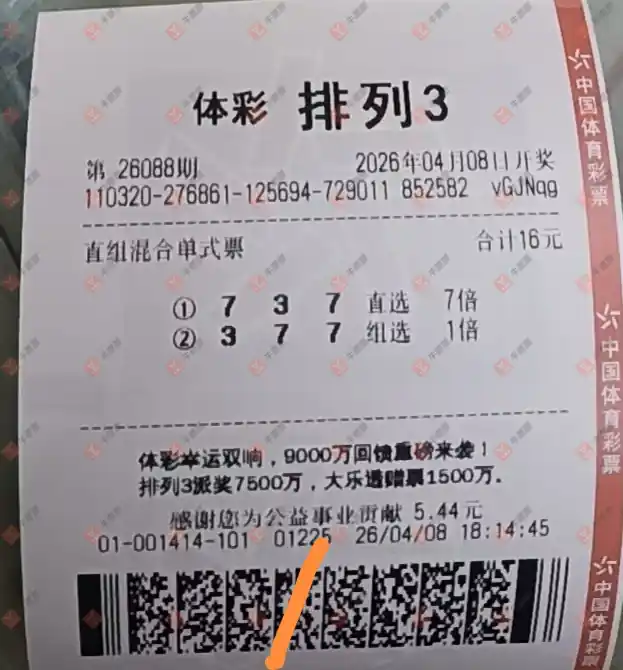 体彩 排列3
第 26088期 2026年04月08日开奖
110320-276861-125694-729011 852582 vGJNqg
直组混合单式票 合计16元
① 7 3 7 直选 7倍
② 3 7 7 组选 1倍
体彩幸运双响，9000万回馈重磅来袭！
排列3派奖7500万，大乐透赠票1500万。
感谢您为公益事业贡献 5.44元
01-001414-101 01225 26/04/08 18:14:45
中国体育彩票
中国体育彩票
中国体育彩票